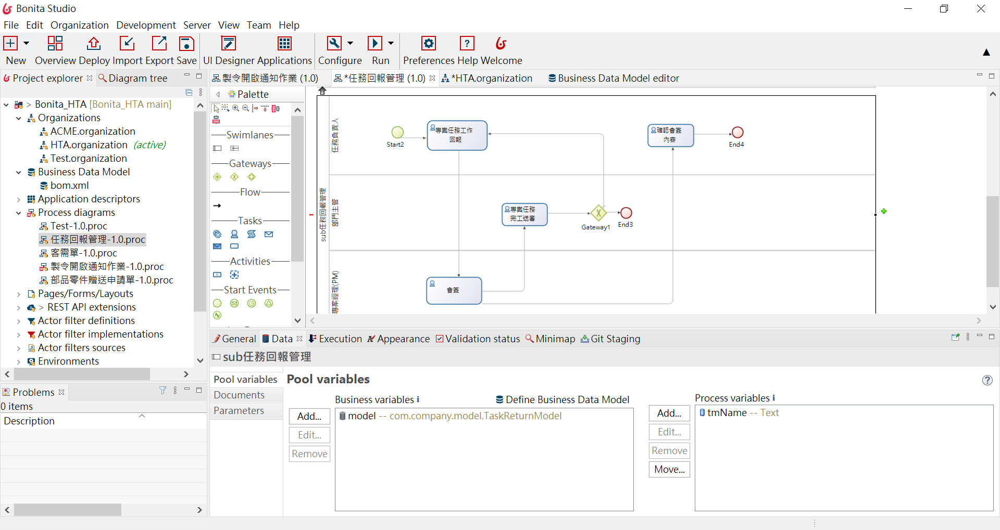 Bonita Studio
File Edit Organization Development Server View Team Help
New Overview Deploy Import Export Save UI Designer Applications Configure Run Preferences Help Welcome
Project explorer Diagram tree
> Bonita_HTA [Bonita_HTA main]
Organizations
ACME.organization
HTA.organization (active)
Test.organization
Business Data Model
bom.xml
Application descriptors
Process diagrams
Test-1.0.proc
任務回報管理-1.0.proc
客需單-1.0.proc
製令開啟通知作業-1.0.proc
部品零件贈送申請單-1.0.proc
Pages/Forms/Layouts
> REST API extensions
Actor filter definitions
Actor filter implementations
Actor filters sources
Environments
Problems
0 items
Description
製令開啟通知作業 (1.0) *任務回報管理 (1.0) *HTA.organization Business Data Model editor
Palette
Swimlanes
Gateways
Flow
Tasks
Activities
Start Events
sub任務回報管理
任務負責人
Start2
專案任務工作
回報
確認會簽
內容
End4
部門主管
專案任務
完工送審
Gateway1
End3
專案經理(PM)
會簽
General Data Execution Appearance Validation status Minimap Git Staging
sub任務回報管理
Pool variables
Documents
Parameters
Pool variables
Business variables Define Business Data Model
Add...
Edit...
Remove
model -- com.company.model.TaskReturnModel
Process variables
Add...
Edit...
Remove
Move...
tmName -- Text